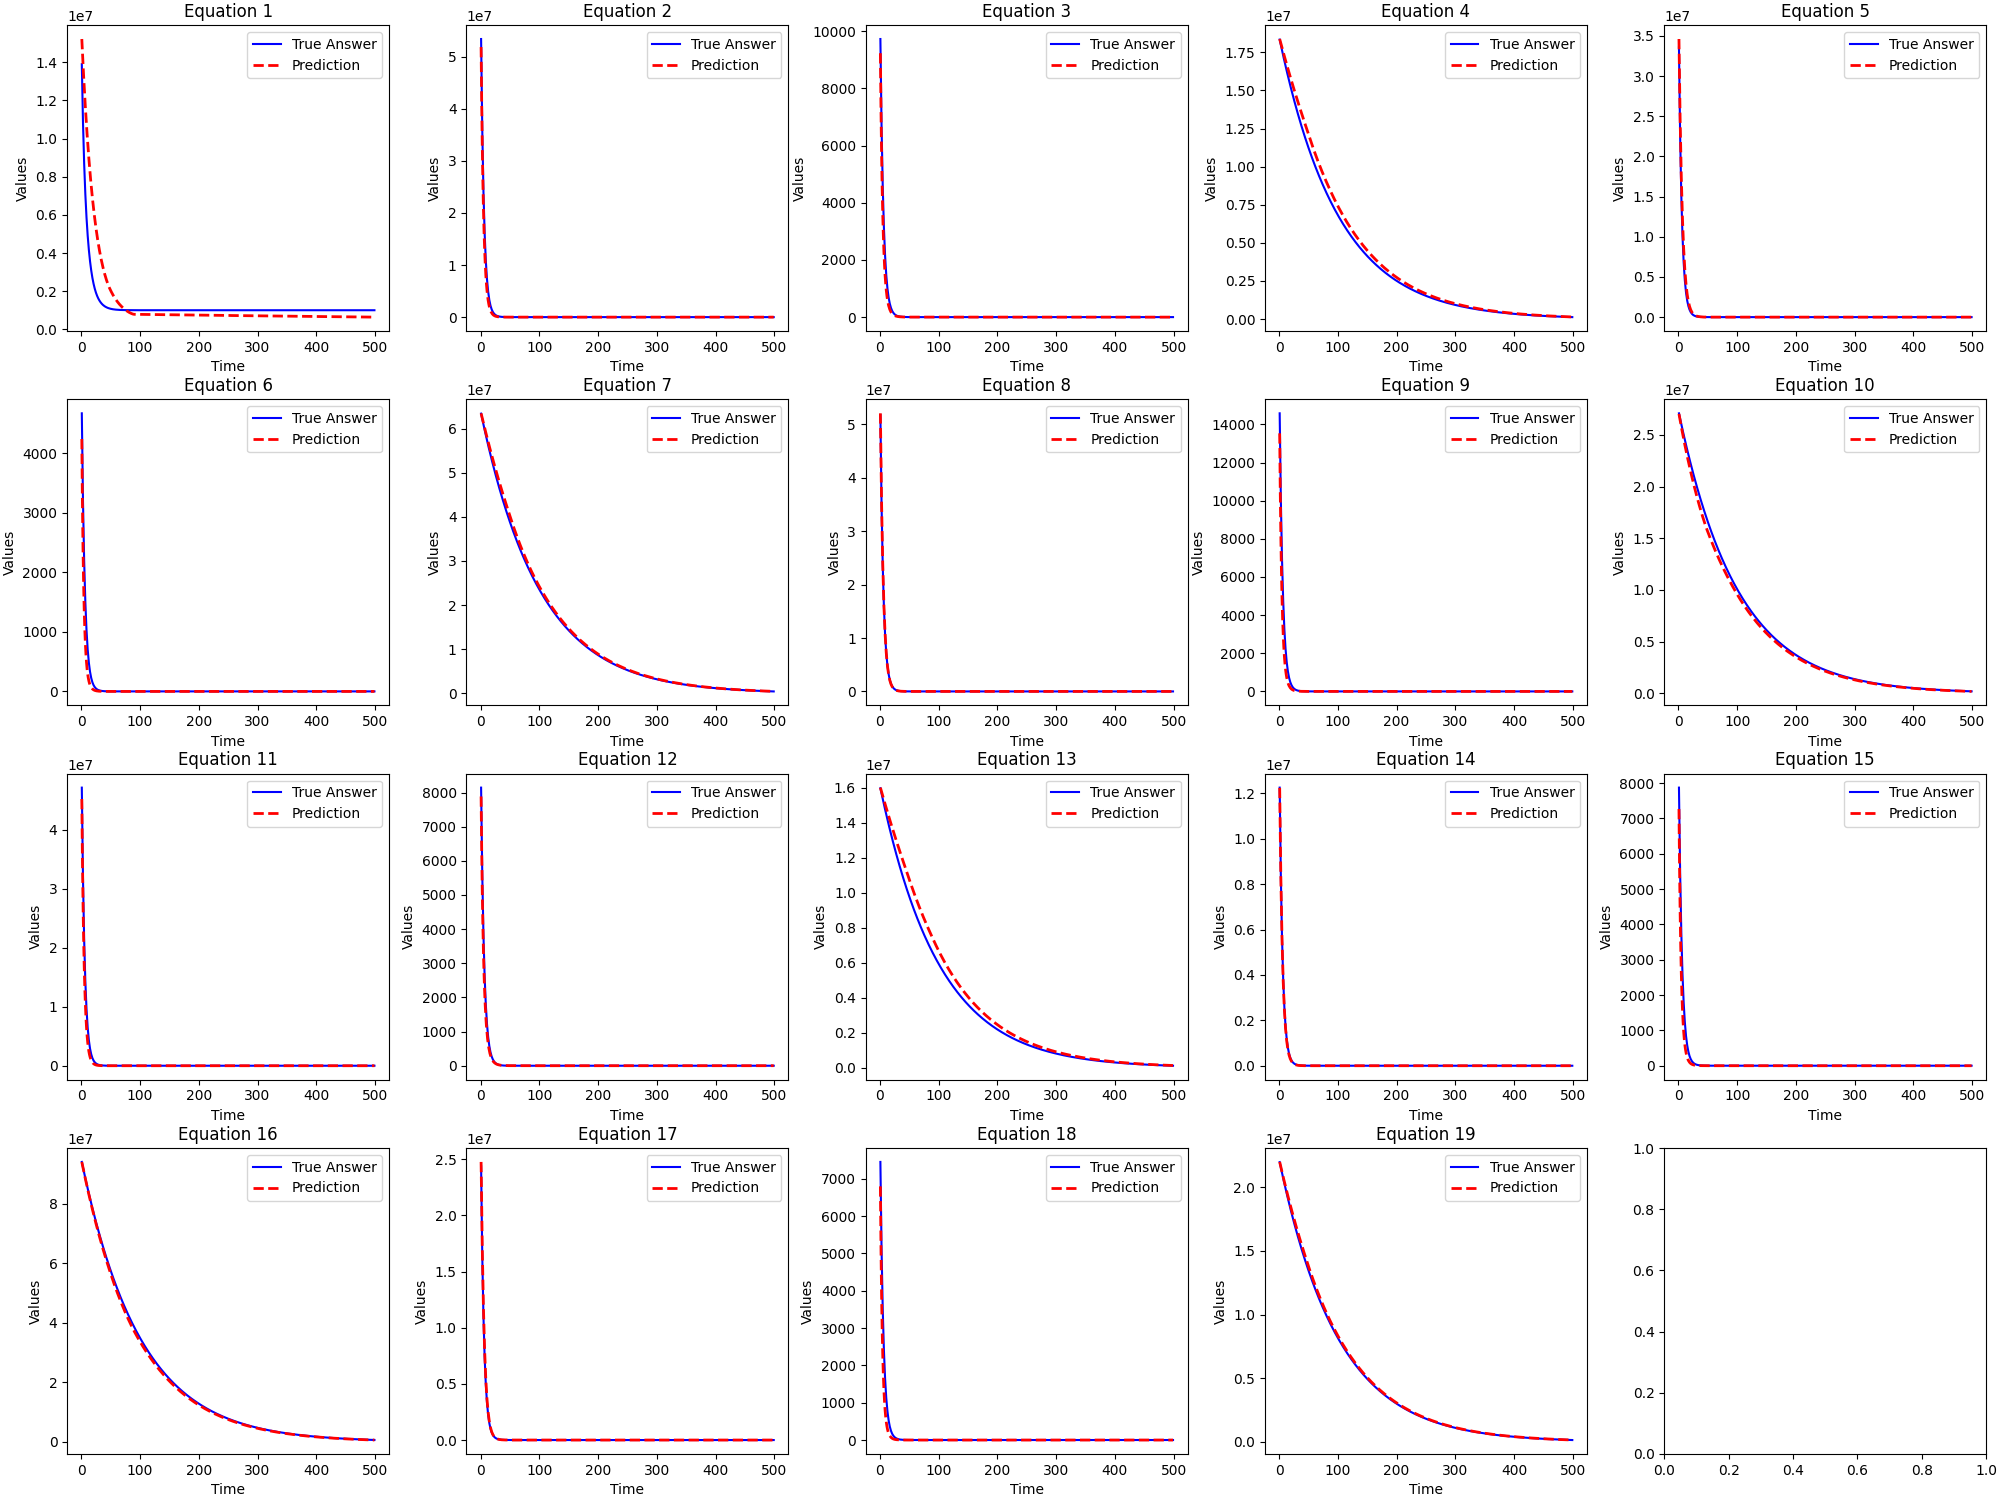 Equation 1
1e7
True Answer
Prediction
Values
1.4
1.2
1.0
0.8
0.6
0.4
0.2
0.0
0 100 200 300 400 500
Time
Equation 2
1e7
True Answer
Prediction
Values
5
4
3
2
1
0
0 100 200 300 400 500
Time
Equation 3
True Answer
Prediction
Values
10000
8000
6000
4000
2000
0
0 100 200 300 400 500
Time
Equation 4
1e7
True Answer
Prediction
Values
1.75
1.50
1.25
1.00
0.75
0.50
0.25
0.00
0 100 200 300 400 500
Time
Equation 5
1e7
True Answer
Prediction
Values
3.5
3.0
2.5
2.0
1.5
1.0
0.5
0.0
0 100 200 300 400 500
Time
Equation 6
True Answer
Prediction
Values
4000
3000
2000
1000
0
0 100 200 300 400 500
Time
Equation 7
1e7
True Answer
Prediction
Values
6
5
4
3
2
1
0
0 100 200 300 400 500
Time
Equation 8
1e7
True Answer
Prediction
Values
5
4
3
2
1
0
0 100 200 300 400 500
Time
Equation 9
True Answer
Prediction
Values
14000
12000
10000
8000
6000
4000
2000
0
0 100 200 300 400 500
Time
Equation 10
1e7
True Answer
Prediction
Values
2.5
2.0
1.5
1.0
0.5
0.0
0 100 200 300 400 500
Time
Equation 11
1e7
True Answer
Prediction
Values
4
3
2
1
0
0 100 200 300 400 500
Time
Equation 12
True Answer
Prediction
Values
8000
7000
6000
5000
4000
3000
2000
1000
0
0 100 200 300 400 500
Time
Equation 13
1e7
True Answer
Prediction
Values
1.6
1.4
1.2
1.0
0.8
0.6
0.4
0.2
0.0
0 100 200 300 400 500
Time
Equation 14
1e7
True Answer
Prediction
Values
1.2
1.0
0.8
0.6
0.4
0.2
0.0
0 100 200 300 400 500
Time
Equation 15
True Answer
Prediction
Values
8000
7000
6000
5000
4000
3000
2000
1000
0
0 100 200 300 400 500
Time
Equation 16
1e7
True Answer
Prediction
Values
8
6
4
2
0
0 100 200 300 400 500
Time
Equation 17
1e7
True Answer
Prediction
Values
2.5
2.0
1.5
1.0
0.5
0.0
0 100 200 300 400 500
Time
Equation 18
True Answer
Prediction
Values
7000
6000
5000
4000
3000
2000
1000
0
0 100 200 300 400 500
Time
Equation 19
1e7
True Answer
Prediction
Values
2.0
1.5
1.0
0.5
0.0
0 100 200 300 400 500
Time
1.0
0.8
0.6
0.4
0.2
0.0
0.0 0.2 0.4 0.6 0.8 1.0